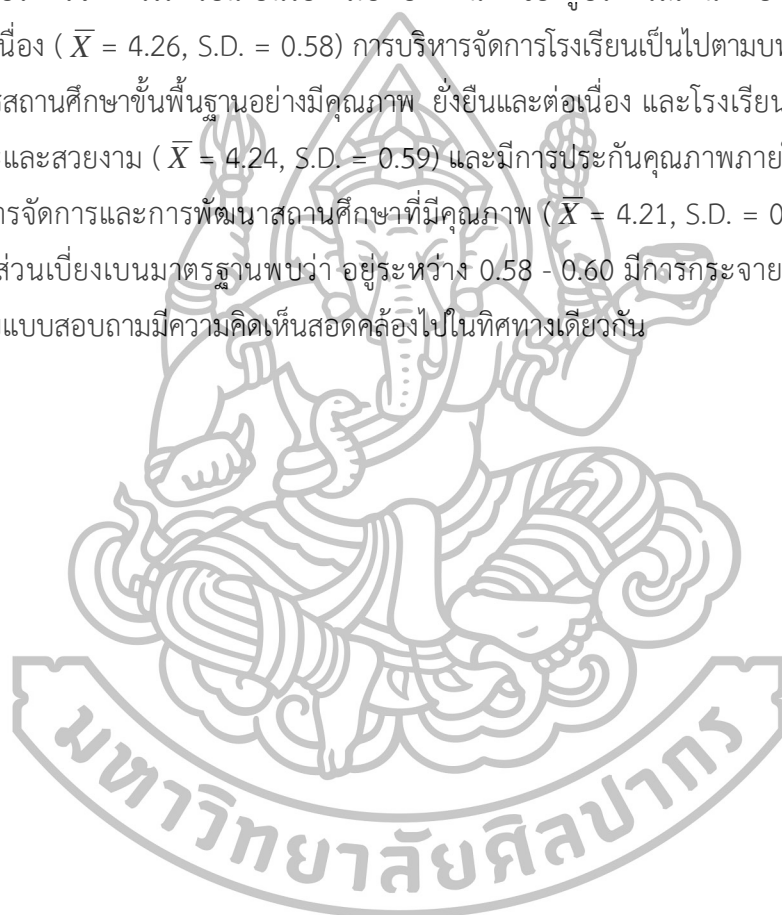 นื่อง ( X̄ = 4.26, S.D. = 0.58) การบริหารจัดการโรงเรียนเป็นไปตามบท
รสถานศึกษาขั้นพื้นฐานอย่างมีคุณภาพ ยั่งยืนและต่อเนื่อง และโรงเรียน
ะและสวยงาม ( X̄ = 4.24, S.D. = 0.59) และมีการประกันคุณภาพภายใ
ารจัดการและการพัฒนาสถานศึกษาที่มีคุณภาพ ( X̄ = 4.21, S.D. = 0
ส่วนเบี่ยงเบนมาตรฐานพบว่า อยู่ระหว่าง 0.58 - 0.60 มีการกระจาย
แบบสอบถามมีความคิดเห็นสอดคล้องไปในทิศทางเดียวกัน
มหาวิทยาลัยศิลปากร